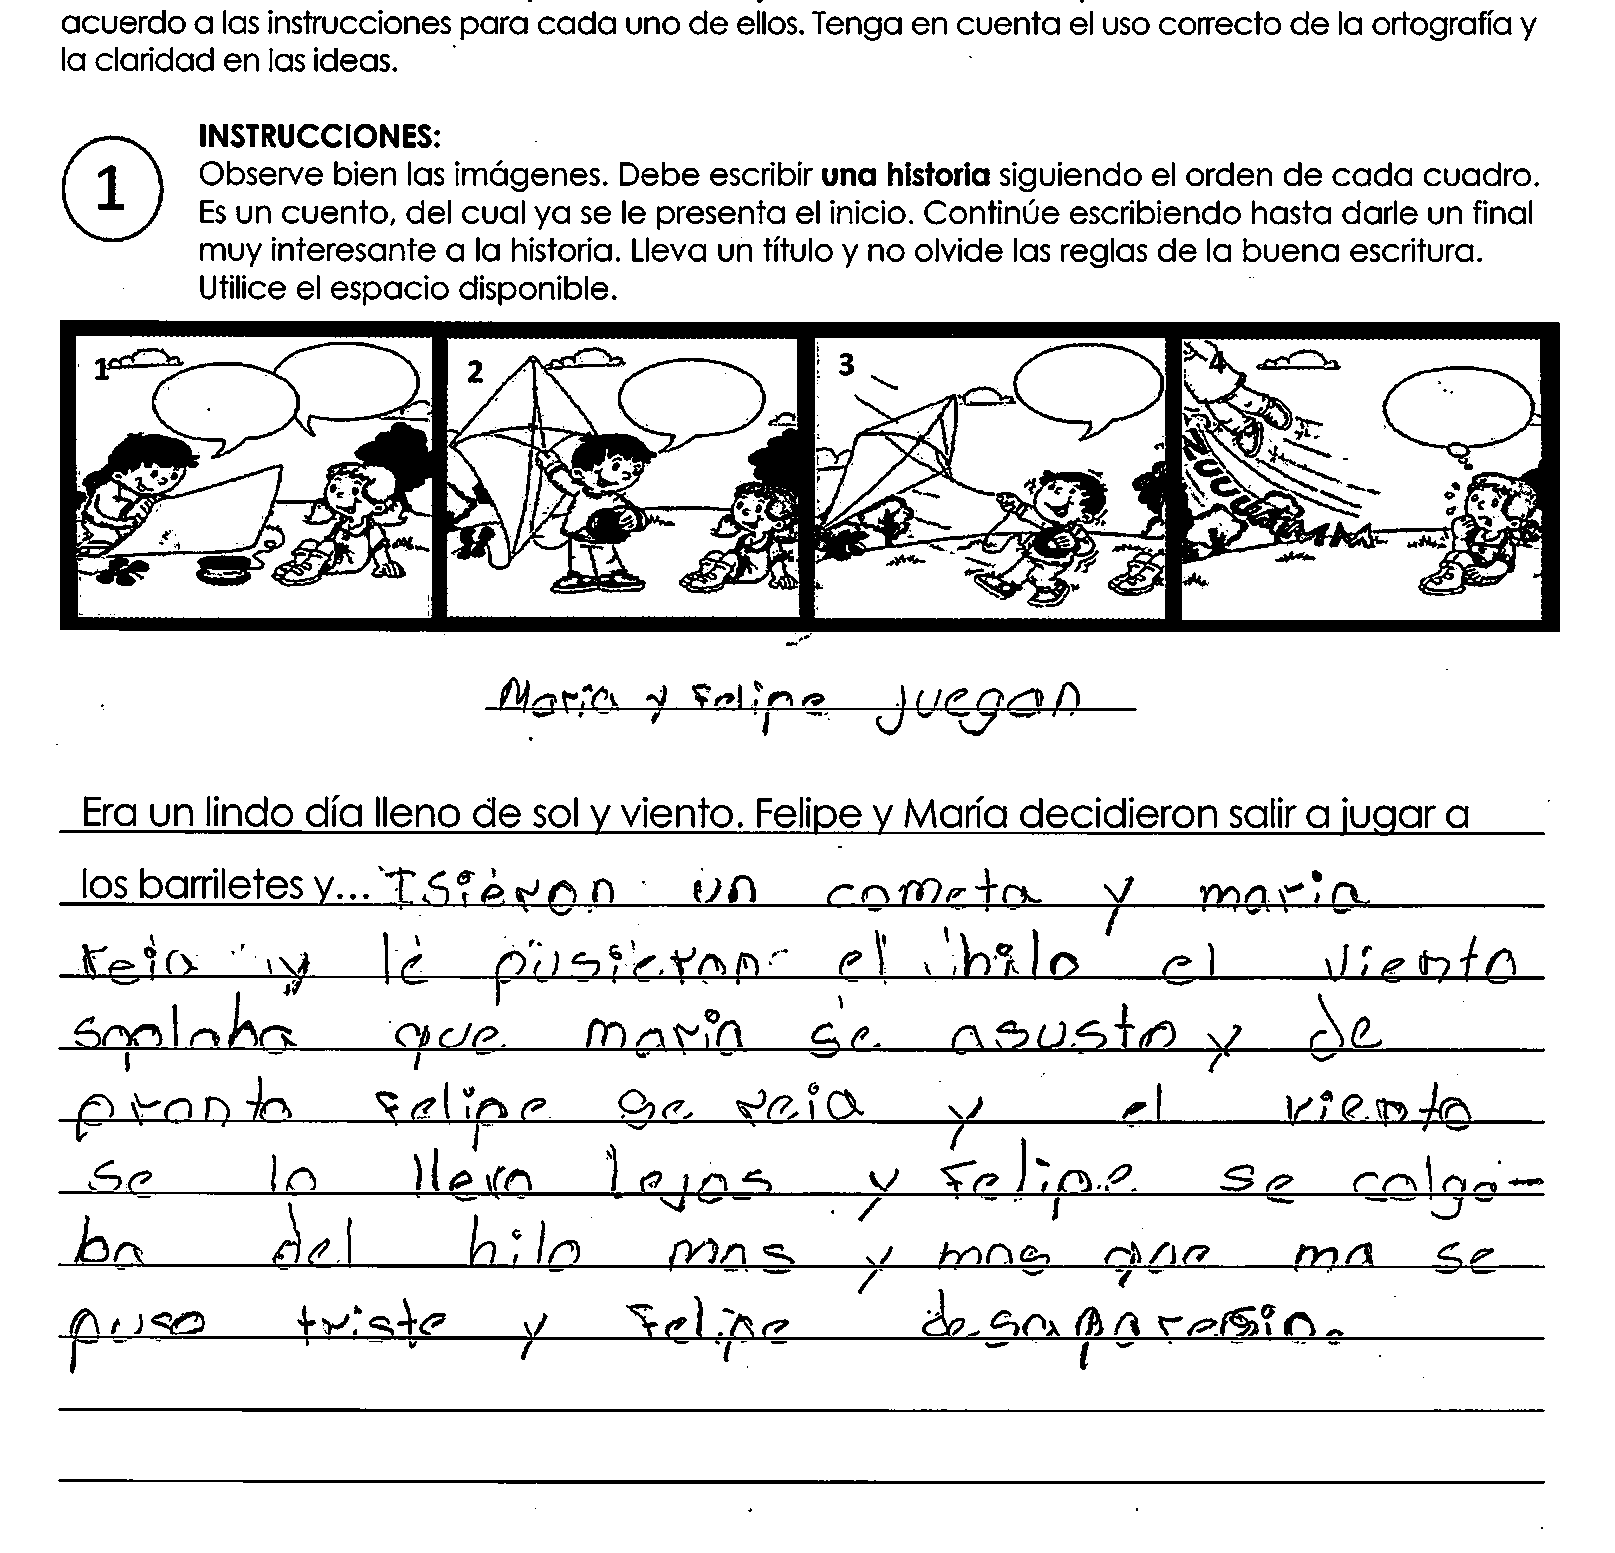 acuerdo a las instrucciones para cada uno de ellos. Tenga en cuenta el uso correcto de la ortografía y
la claridad en las ideas.
1
INSTRUCCIONES:
Observe bien las imágenes. Debe escribir una historia siguiendo el orden de cada cuadro.
Es un cuento, del cual ya se le presenta el inicio. Continúe escribiendo hasta darle un final
muy interesante a la historia. Lleva un título y no olvide las reglas de la buena escritura.
Utilice el espacio disponible.
1 2 3 4
ZUUUUMMM
María y Felipe juegan
Era un lindo día lleno de sol y viento. Felipe y María decidieron salir a jugar a
los barriletes y... Isieron un cometa y maria
reia y le pusieron el hilo el viento
soplaba que maria se asusto y de
pronto Felipe se reia y el viento
se lo llevo lejos y Felipe se colga-
ba del hilo mas y mas que ma se
puso triste y Felipe desaparesio.